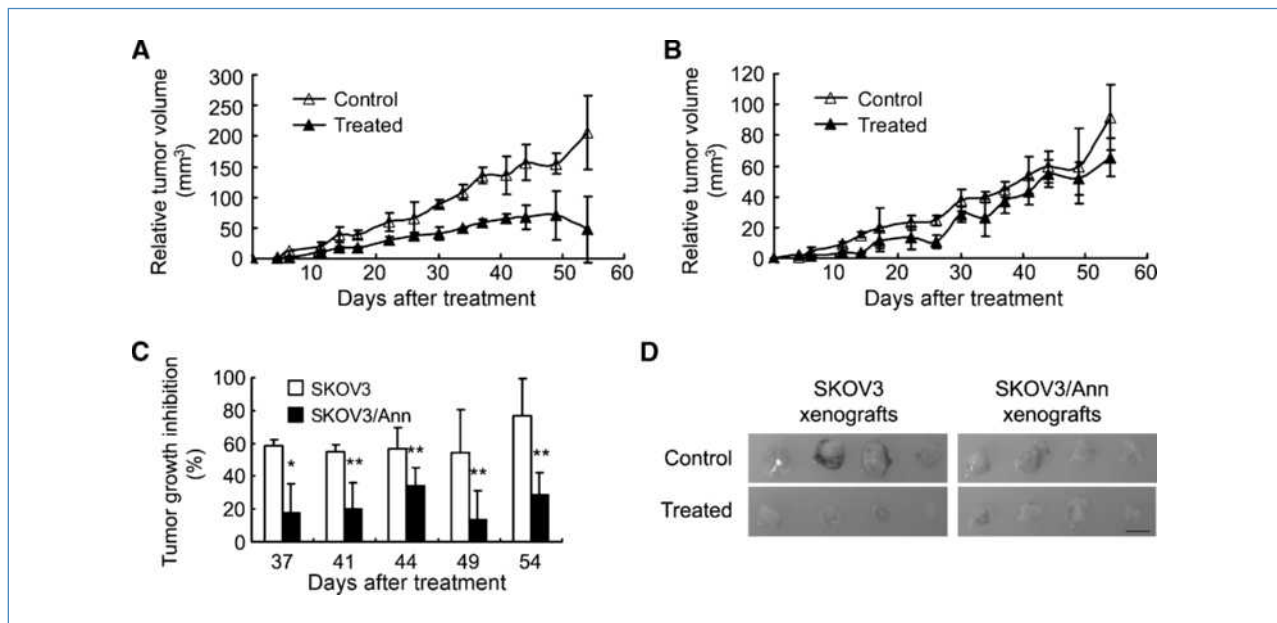 A
Relative tumor volume
(mm³)
300
250
200
150
100
50
0
Control
Treated
10 20 30 40 50 60
Days after treatment
B
Relative tumor volume
(mm³)
120
100
80
60
40
20
0
Control
Treated
10 20 30 40 50 60
Days after treatment
C
Tumor growth inhibition
(%)
100
80
60
40
20
0
SKOV3
SKOV3/Ann
* ** ** ** **
37 41 44 49 54
Days after treatment
D
SKOV3
xenografts
SKOV3/Ann
xenografts
Control
Treated